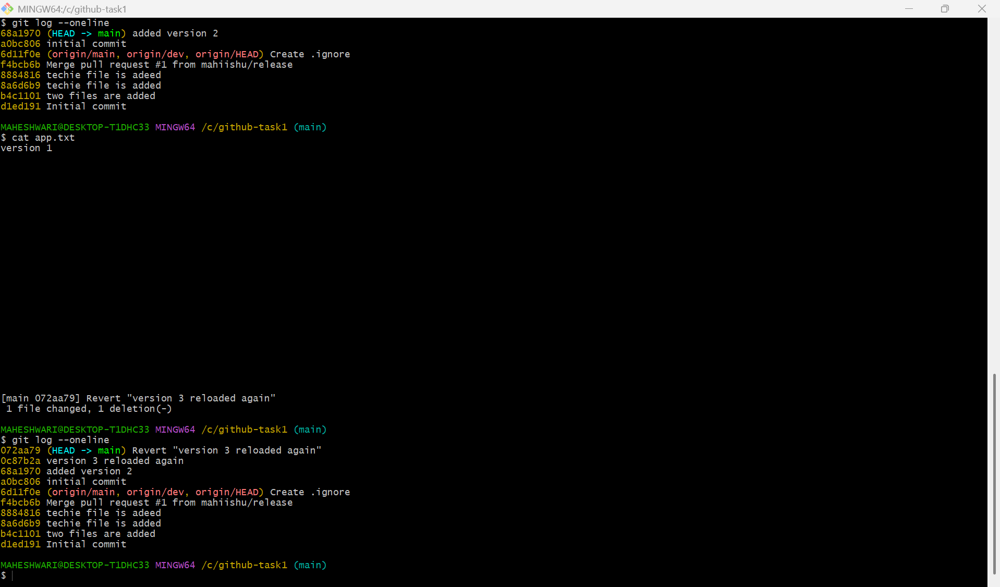 MINGW64:/c/github-task1
$ git log --oneline
68a1970 (HEAD -> main) added version 2
a0bc806 initial commit
6d11f0e (origin/main, origin/dev, origin/HEAD) Create .ignore
f4bcb6b Merge pull request #1 from mahiishu/release
8884816 techie file is adeed
8a6d6b9 techie file is added
b4c1101 two files are added
d1ed191 Initial commit
MAHESHWARI@DESKTOP-T1DHC33 MINGW64 /c/github-task1 (main)
$ cat app.txt
version 1
[main 072aa79] Revert "version 3 reloaded again"
1 file changed, 1 deletion(-)
MAHESHWARI@DESKTOP-T1DHC33 MINGW64 /c/github-task1 (main)
$ git log --oneline
072aa79 (HEAD -> main) Revert "version 3 reloaded again"
0c87b2a version 3 reloaded again
68a1970 added version 2
a0bc806 initial commit
6d11f0e (origin/main, origin/dev, origin/HEAD) Create .ignore
f4bcb6b Merge pull request #1 from mahiishu/release
8884816 techie file is adeed
8a6d6b9 techie file is added
b4c1101 two files are added
d1ed191 Initial commit
MAHESHWARI@DESKTOP-T1DHC33 MINGW64 /c/github-task1 (main)
$